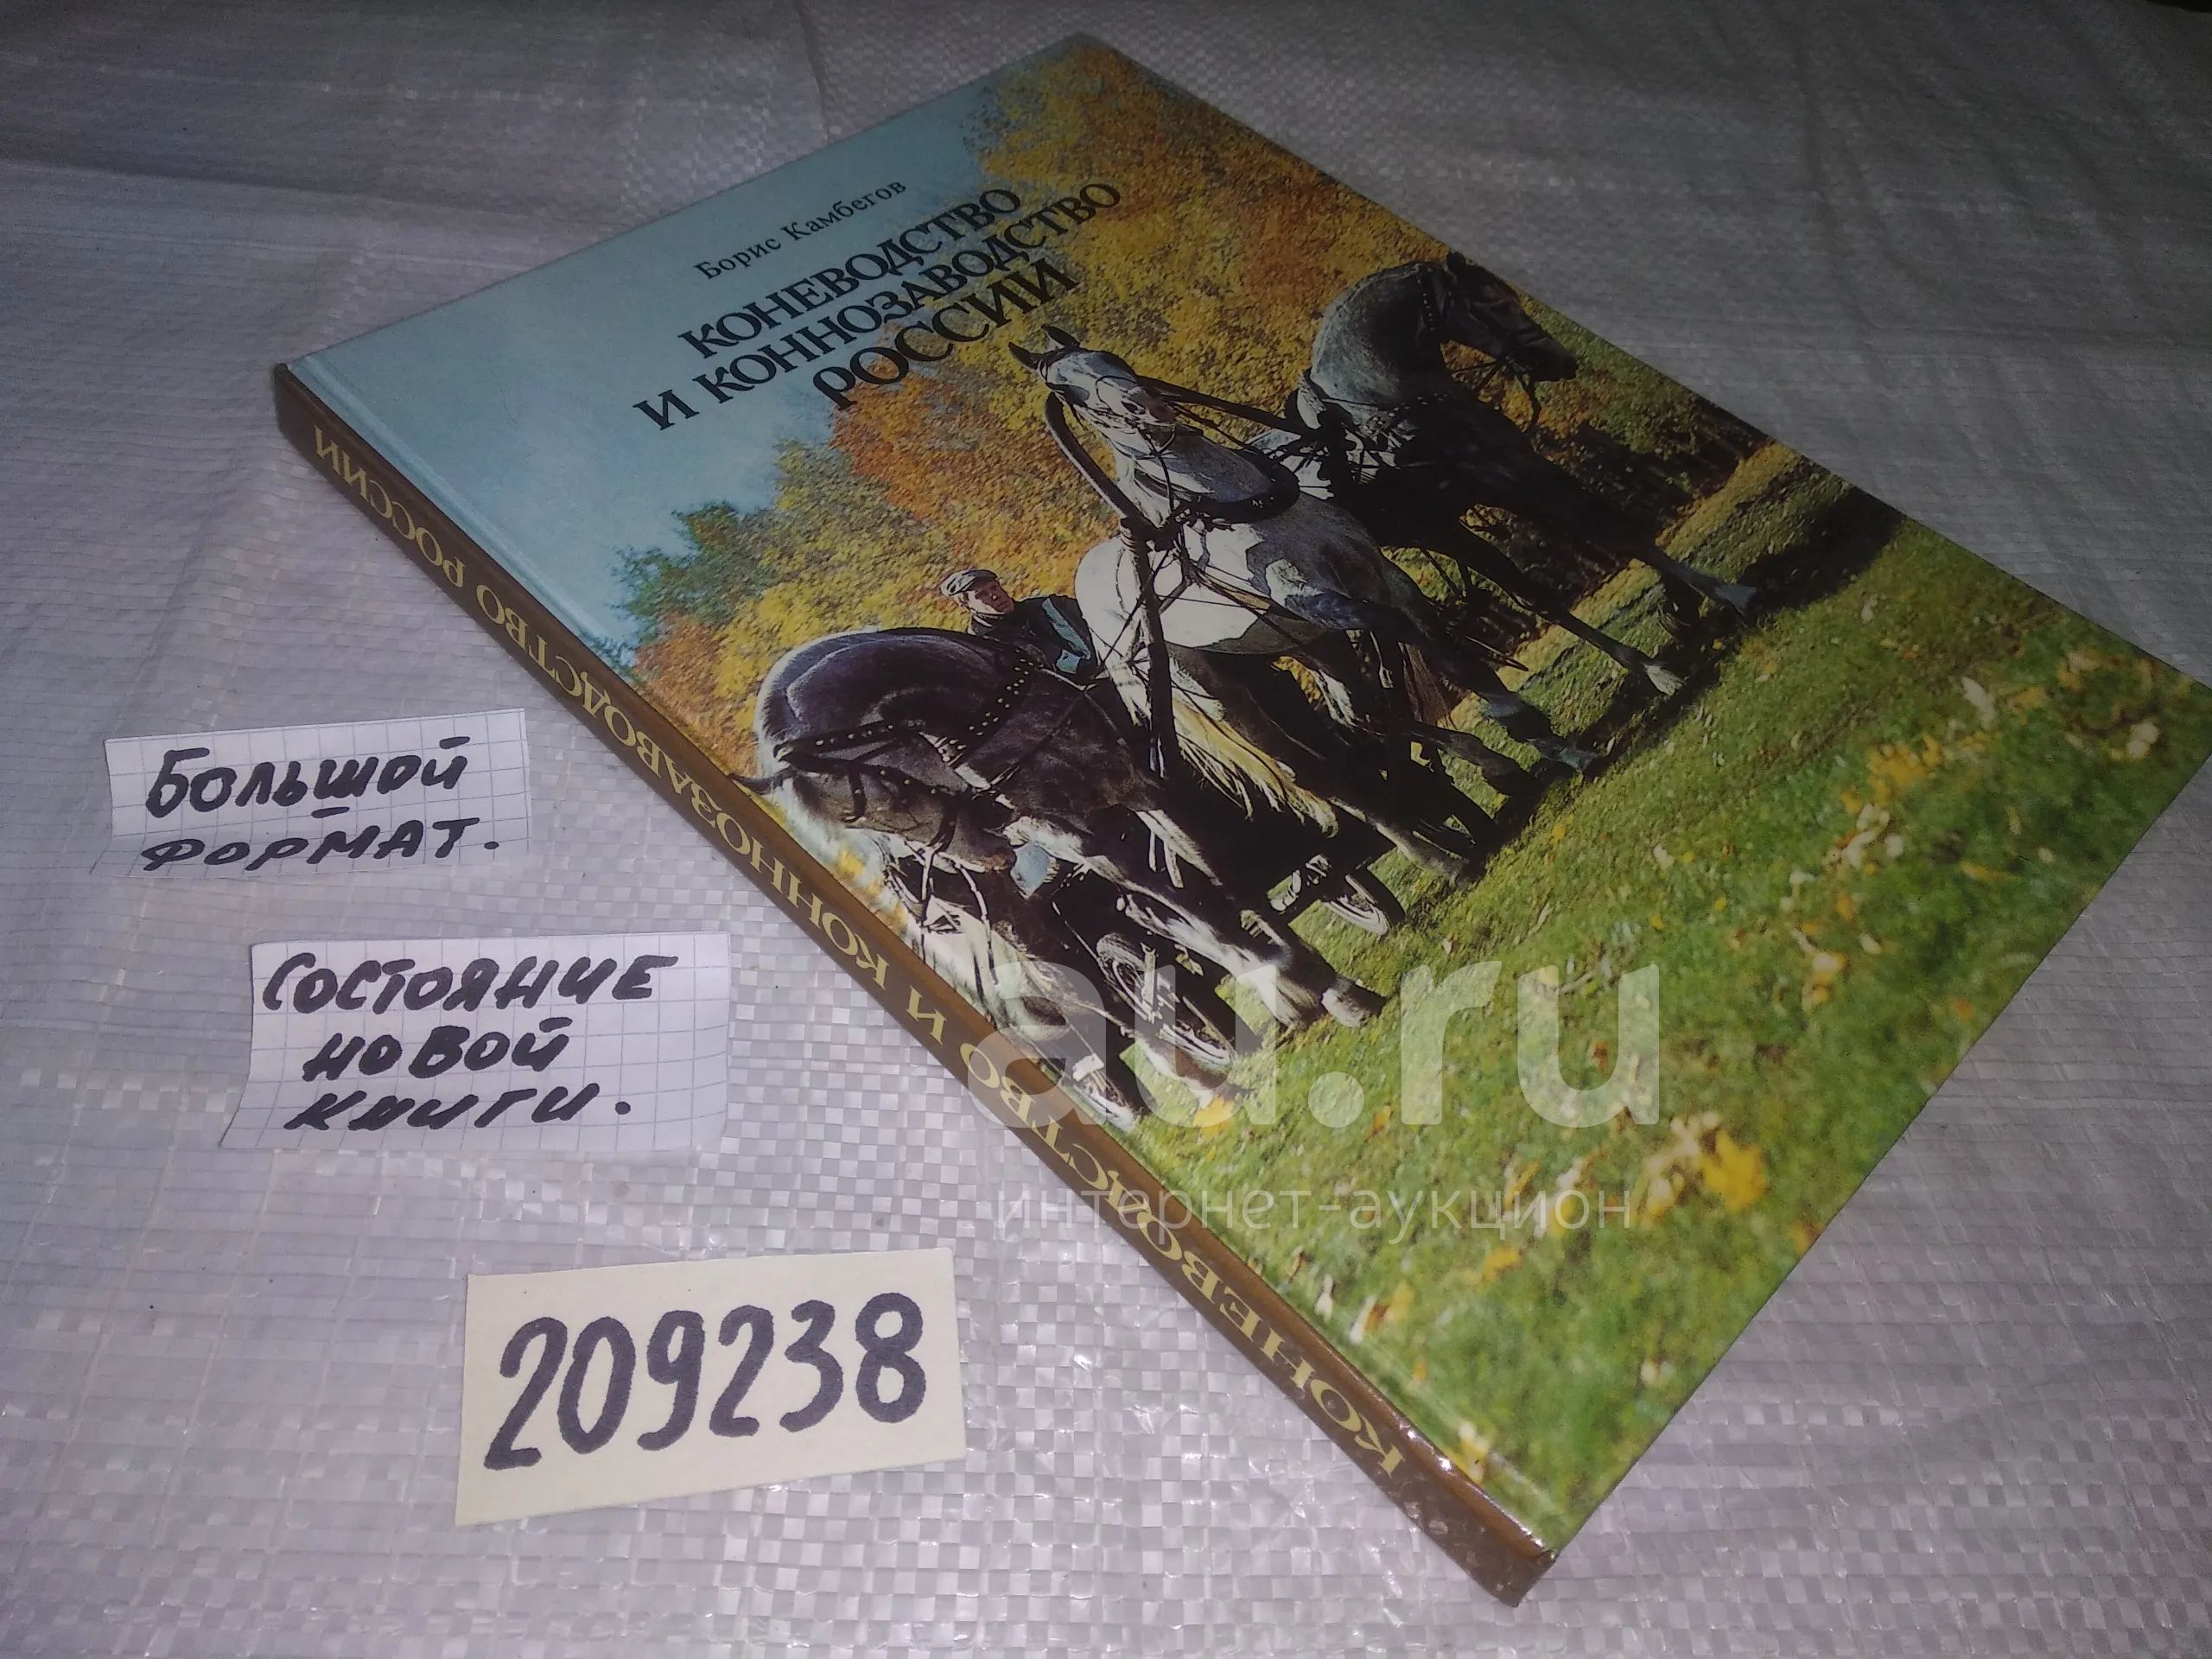 Борис Камбегов
КОНЕВОДСТВО
И КОННОЗАВОДСТВО
РОССИИ
КОНЕВОДСТВО И КОННОЗАВОДСТВО РОССИИ
БОЛЬШОЙ
ФОРМАТ.
СОСТОЯНИЕ
НОВОЙ
КНИГИ.
209238
au.ru
интернет-аукцион